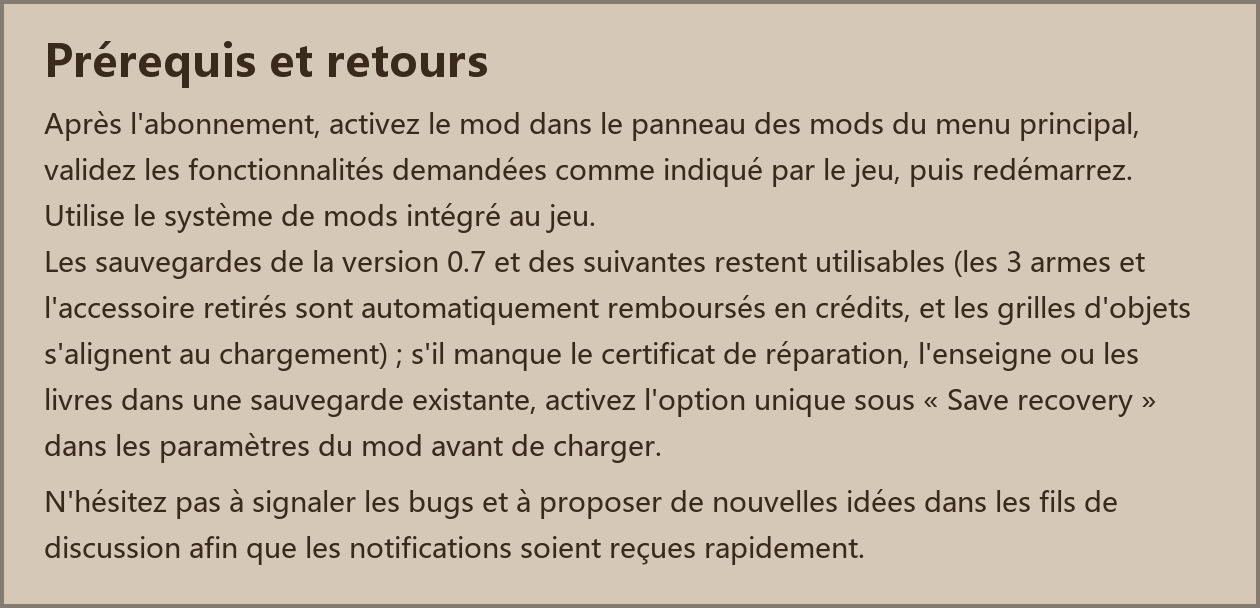 Prérequis et retours
Après l'abonnement, activez le mod dans le panneau des mods du menu principal,
validez les fonctionnalités demandées comme indiqué par le jeu, puis redémarrez.
Utilise le système de mods intégré au jeu.
Les sauvegardes de la version 0.7 et des suivantes restent utilisables (les 3 armes et
l'accessoire retirés sont automatiquement remboursés en crédits, et les grilles d'objets
s'alignent au chargement) ; s'il manque le certificat de réparation, l'enseigne ou les
livres dans une sauvegarde existante, activez l'option unique sous « Save recovery »
dans les paramètres du mod avant de charger.
N'hésitez pas à signaler les bugs et à proposer de nouvelles idées dans les fils de
discussion afin que les notifications soient reçues rapidement.